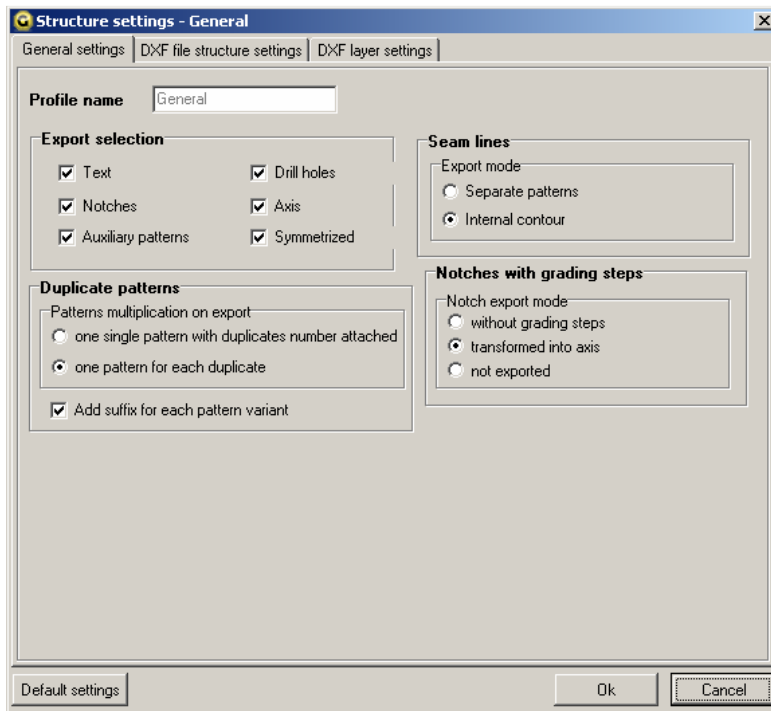 Structure settings - General
General settings
DXF file structure settings
DXF layer settings
Profile name
General
Export selection
Text
Drill holes
Notches
Axis
Auxiliary patterns
Symmetrized
Seam lines
Export mode
Separate patterns
Internal contour
Duplicate patterns
Patterns multiplication on export
one single pattern with duplicates number attached
one pattern for each duplicate
Add suffix for each pattern variant
Notches with grading steps
Notch export mode
without grading steps
transformed into axis
not exported
Default settings
Ok
Cancel